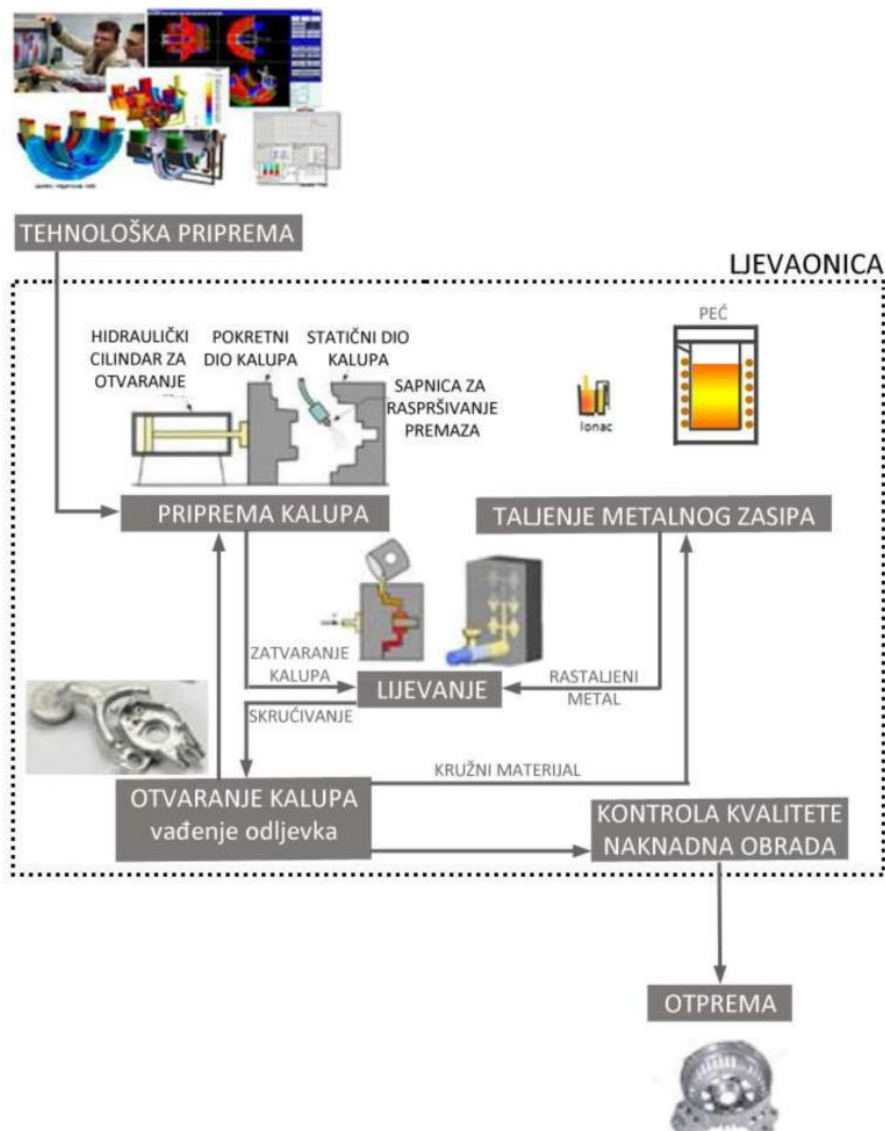 TEHNOLOŠKA PRIPREMA
LJEVAONICA
HIDRAULIČKI
CILINDAR ZA
OTVARANJE
POKRETNI
DIO KALUPA
STATIČNI DIO
KALUPA
SAPNICA ZA
RASPRŠIVANJE
PREMAZA
PEĆ
lonac
PRIPREMA KALUPA
TALJENJE METALNOG ZASIPA
ZATVARANJE
KALUPA
LIJEVANJE
RASTALJENI
METAL
SKRUĆIVANJE
KRUŽNI MATERIJAL
OTVARANJE KALUPA
vađenje odljevka
KONTROLA KVALITETE
NAKNADNA OBRADA
OTPREMA